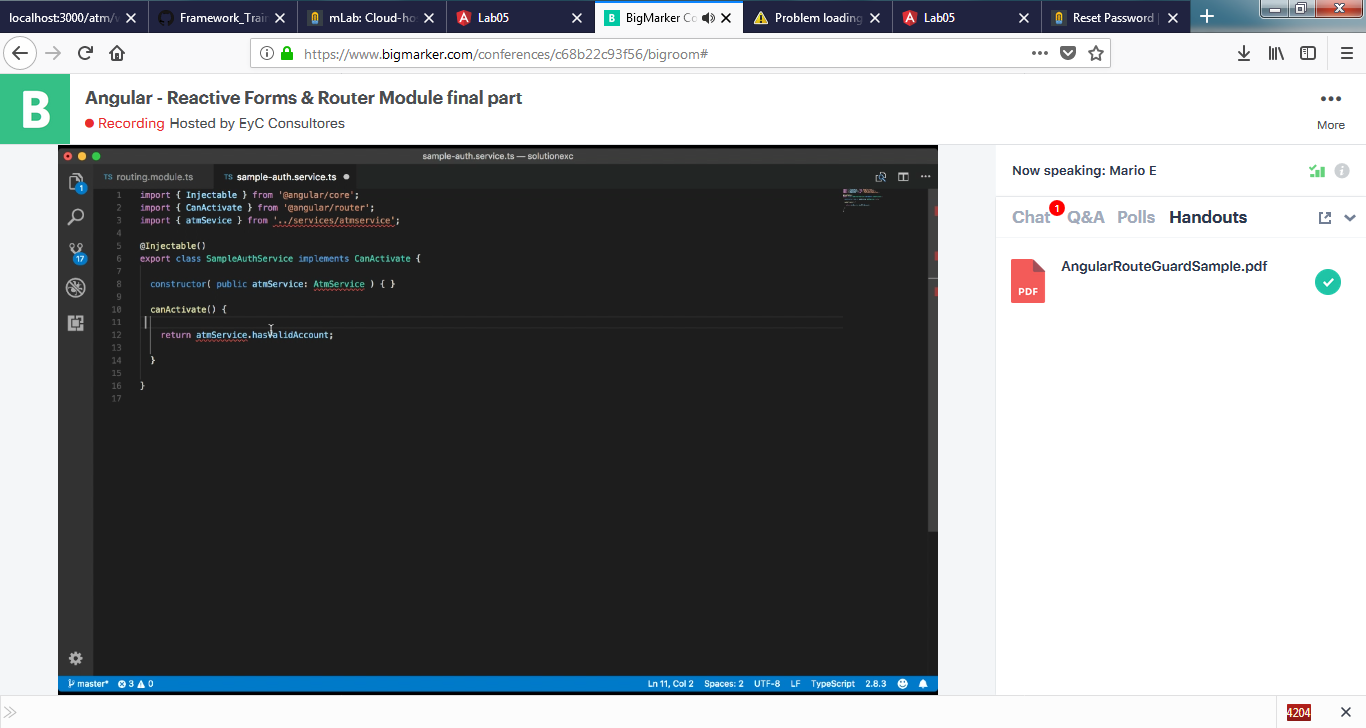 localhost:3000/atm/v
Framework_Train
mLab: Cloud-ho
Lab05
BigMarker Co
Problem loading
Lab05
Reset Password |
https://www.bigmarker.com/conferences/c68b22c93f56/bigroom#
B
Angular - Reactive Forms & Router Module final part
Recording Hosted by EyC Consultores
More
sample-auth.service.ts — solutionexc
TS routing.module.ts
TS sample-auth.service.ts
1
17
1 import { Injectable } from '@angular/core';
2 import { CanActivate } from '@angular/router';
3 import { atmSevice } from '../services/atmservice';
4
5 @Injectable()
6 export class SampleAuthService implements CanActivate {
7
8 constructor( public atmService: AtmService ) { }
9
10 canActivate() {
11
12 return atmService.hasValidAccount;
13
14 }
15
16 }
17
master* 3 0
Ln 11, Col 2 Spaces: 2 UTF-8 LF TypeScript 2.8.3
Now speaking: Mario E
Chat 1 Q&A Polls Handouts
PDF
AngularRouteGuardSample.pdf
4204